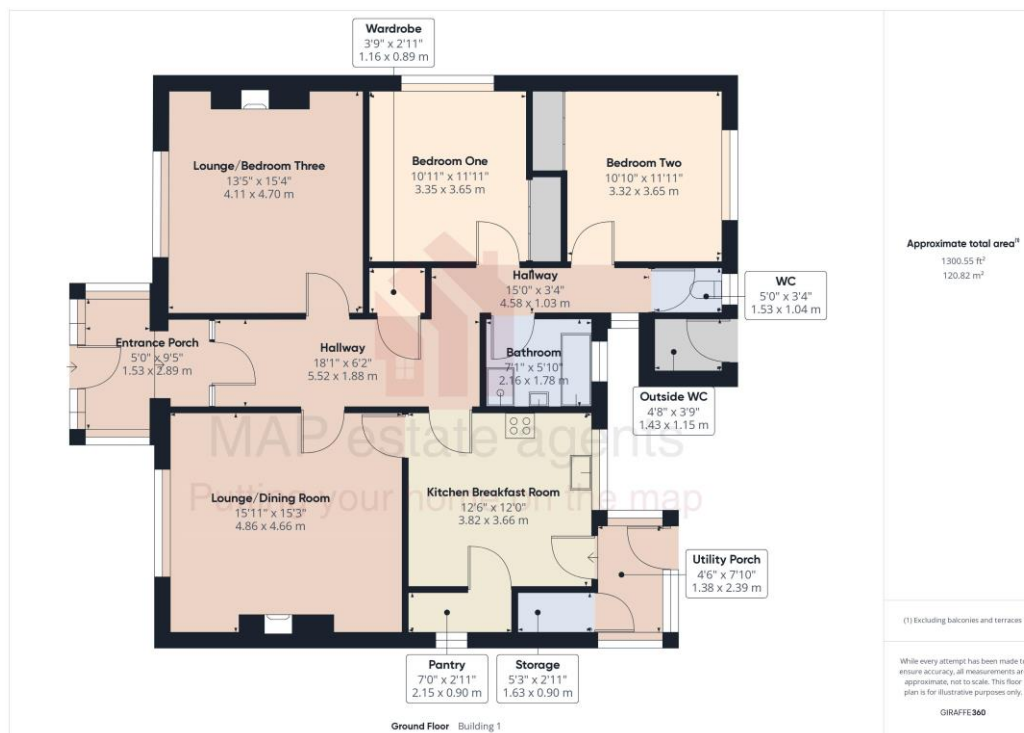 Wardrobe
3'9" x 2'11"
1.16 x 0.89 m
Lounge/Bedroom Three
13'5" x 15'4"
4.11 x 4.70 m
Bedroom One
10'11" x 11'11"
3.35 x 3.65 m
Bedroom Two
10'10" x 11'11"
3.32 x 3.65 m
Approximate total area(1)
1300.55 ft²
120.82 m²
Hallway
15'0" x 3'4"
4.58 x 1.03 m
WC
5'0" x 3'4"
1.53 x 1.04 m
Entrance Porch
5'0" x 9'5"
1.53 x 2.89 m
Hallway
18'1" x 6'2"
5.52 x 1.88 m
Bathroom
7'1" x 5'10"
2.16 x 1.78 m
Outside WC
4'8" x 3'9"
1.43 x 1.15 m
MAP estate agents
Putting your home on the map
Lounge/Dining Room
15'11" x 15'3"
4.86 x 4.66 m
Kitchen Breakfast Room
12'6" x 12'0"
3.82 x 3.66 m
Utility Porch
4'6" x 7'10"
1.38 x 2.39 m
Pantry
7'0" x 2'11"
2.15 x 0.90 m
Storage
5'3" x 2'11"
1.63 x 0.90 m
(1) Excluding balconies and terraces
While every attempt has been made to
ensure accuracy, all measurements are
approximate, not to scale. This floor
plan is for illustrative purposes only.
GIRAFFE360
Ground Floor Building 1